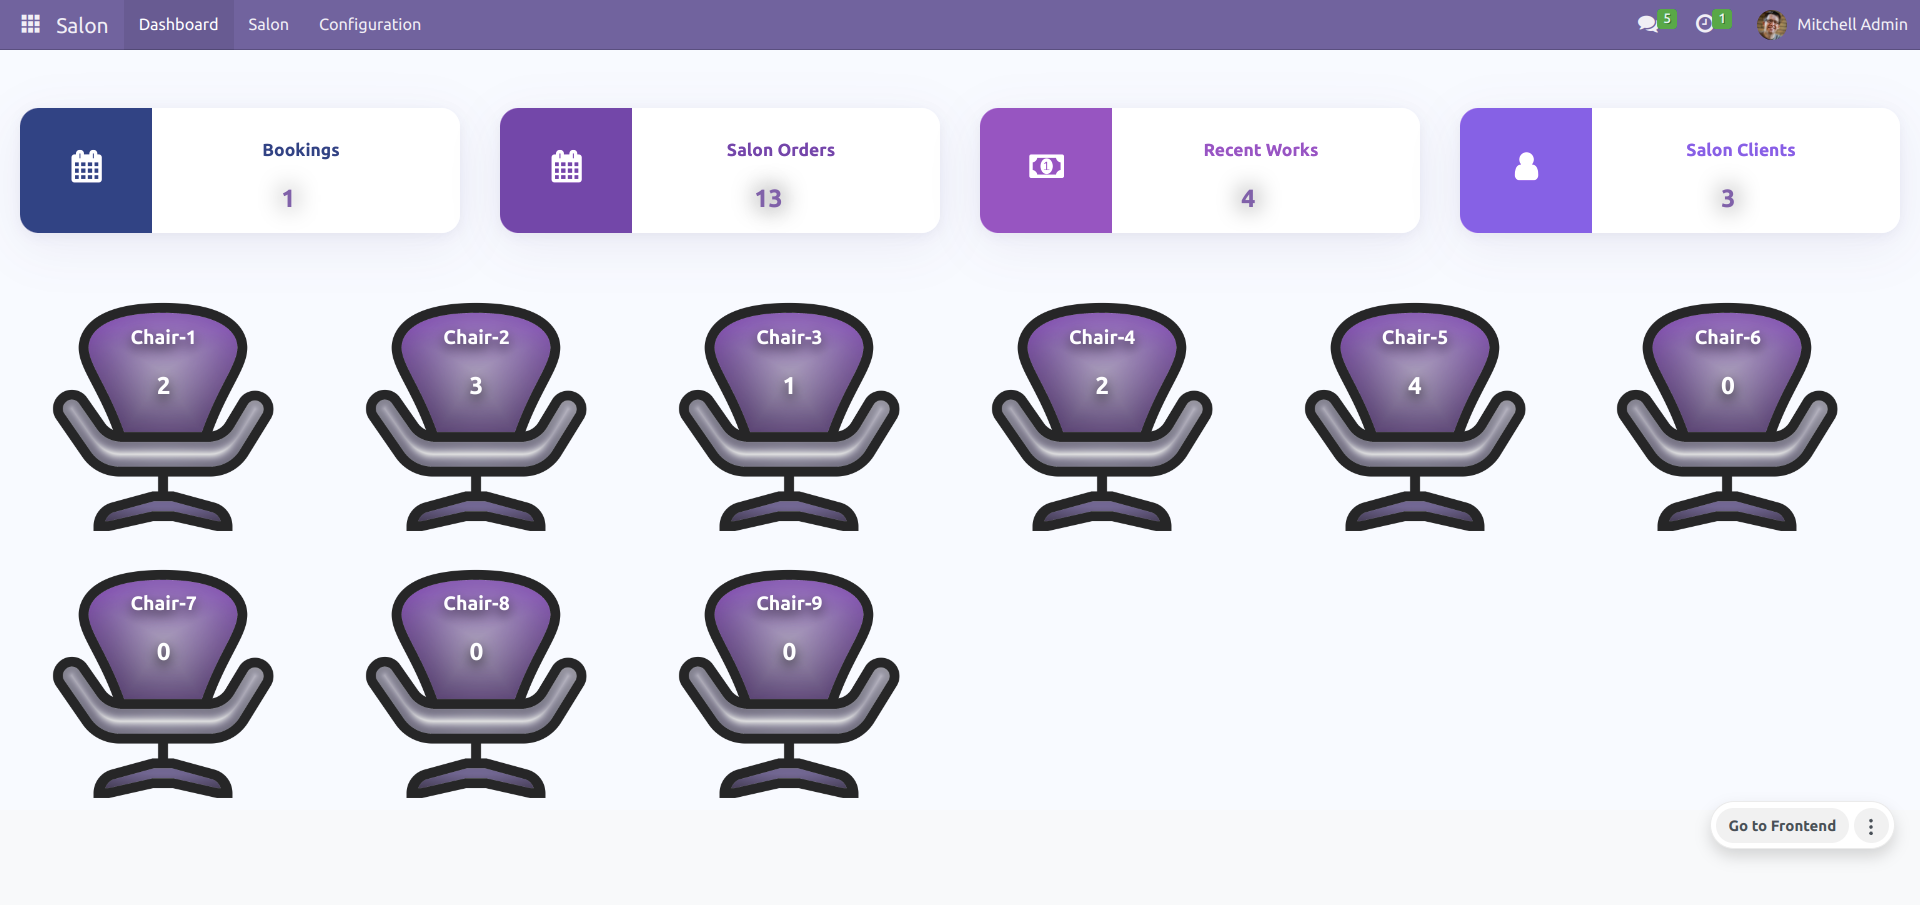 Salon Dashboard Salon Configuration 5 1 Mitchell Admin
Bookings
1
Salon Orders
13
Recent Works
4
Salon Clients
3
Chair-1
2
Chair-2
3
Chair-3
1
Chair-4
2
Chair-5
4
Chair-6
0
Chair-7
0
Chair-8
0
Chair-9
0
Go to Frontend